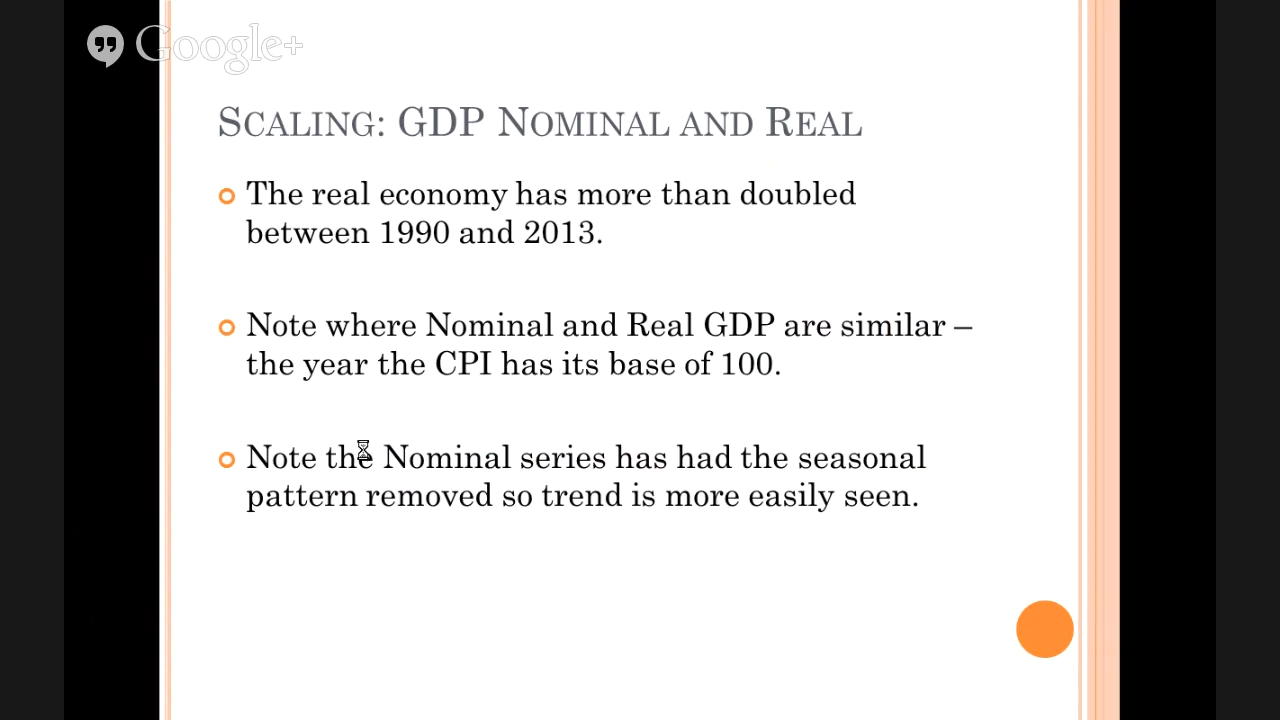 Google+
SCALING: GDP NOMINAL AND REAL
The real economy has more than doubled
between 1990 and 2013.
Note where Nominal and Real GDP are similar –
the year the CPI has its base of 100.
Note the Nominal series has had the seasonal
pattern removed so trend is more easily seen.